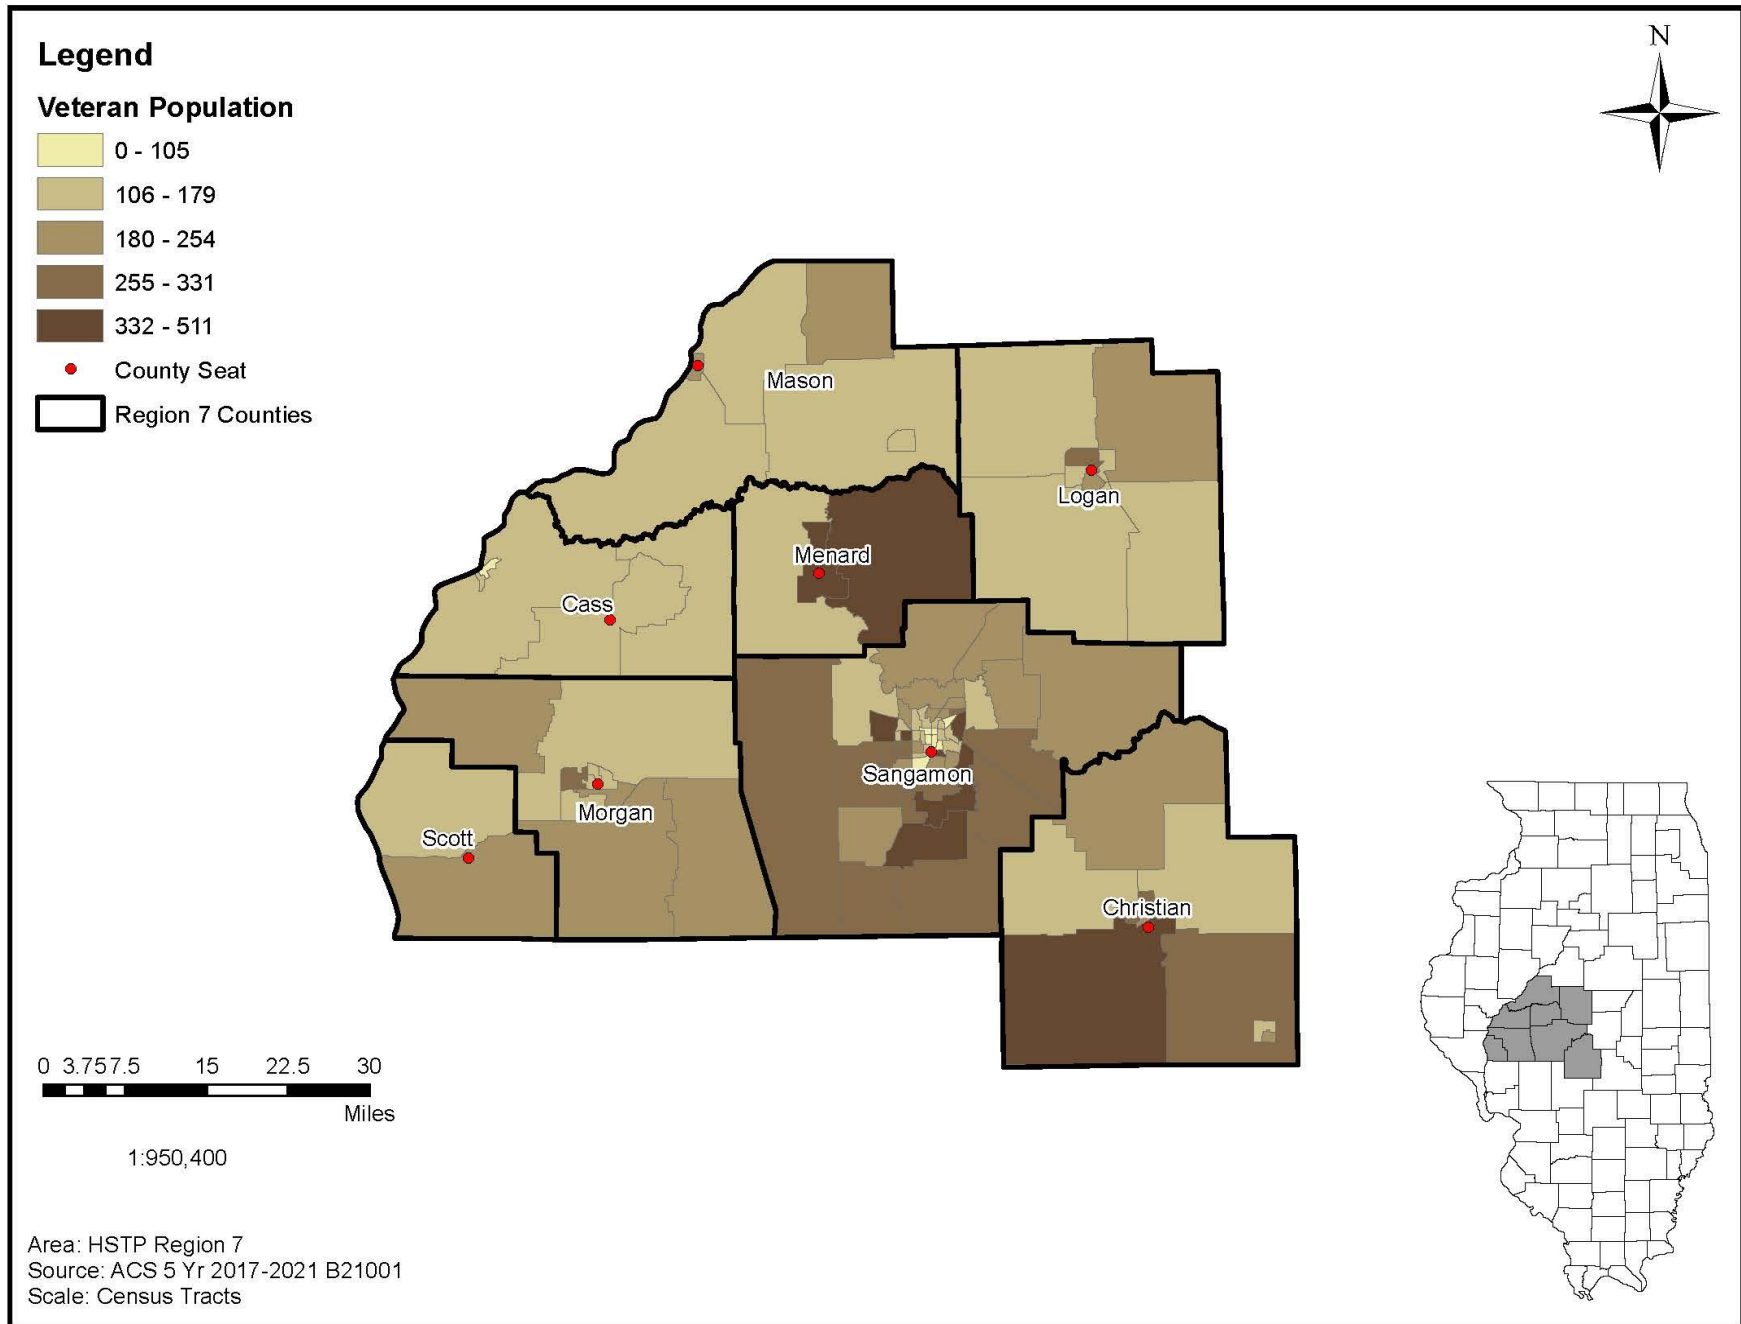 Legend
Veteran Population
0 - 105
106 - 179
180 - 254
255 - 331
332 - 511
County Seat
Region 7 Counties
N
Mason
Logan
Menard
Cass
Sangamon
Morgan
Scott
Christian
0 3.75 7.5 15 22.5 30
Miles
1:950,400
Area: HSTP Region 7
Source: ACS 5 Yr 2017-2021 B21001
Scale: Census Tracts